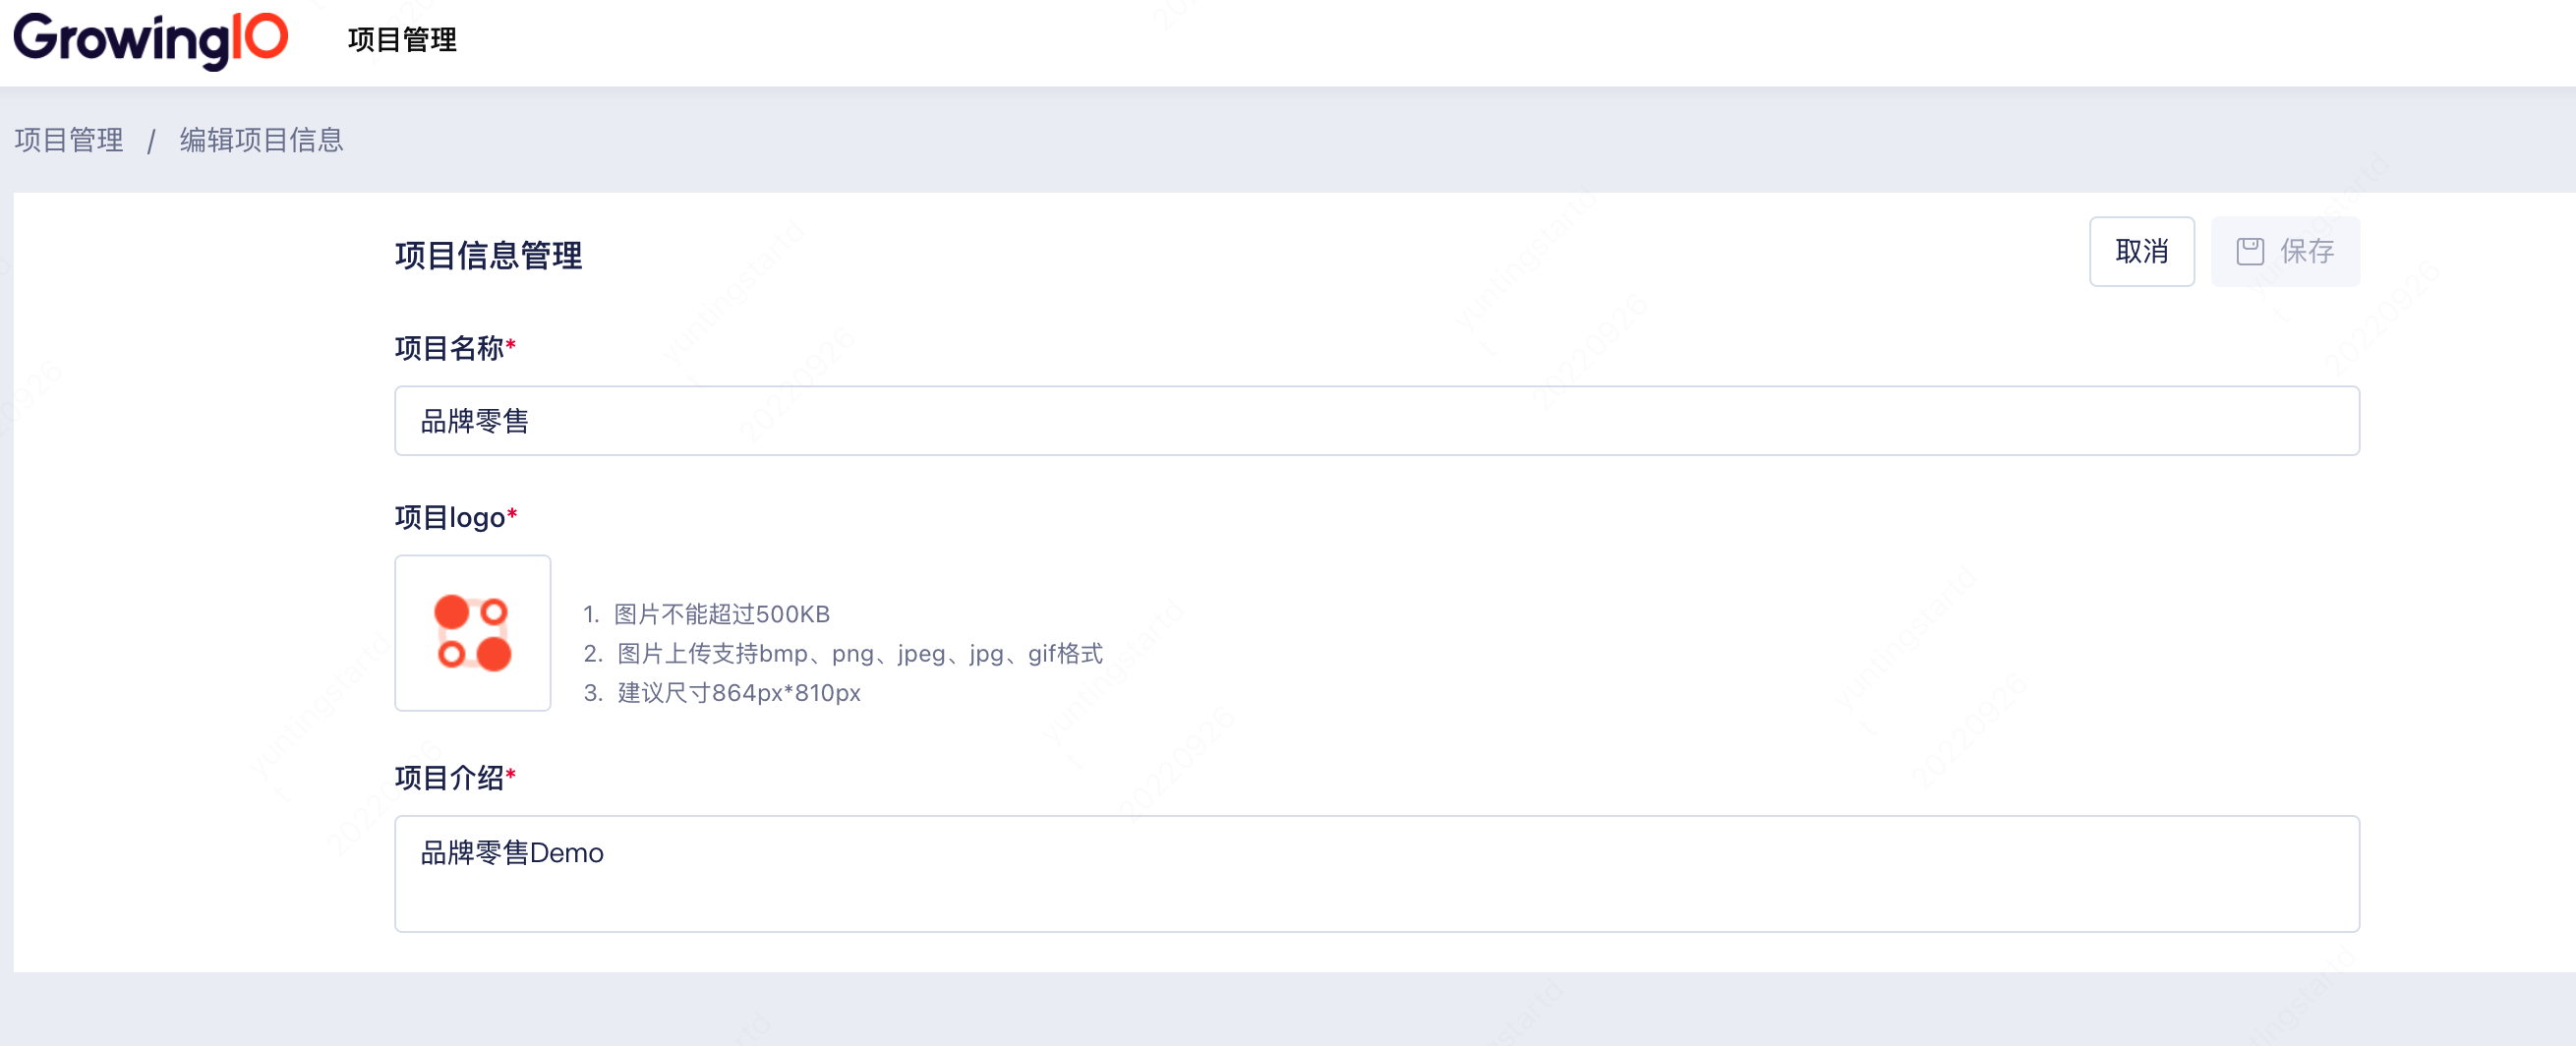 GrowingIO 项目管理
项目管理 / 编辑项目信息
项目信息管理
取消 保存
项目名称*
品牌零售
项目logo*
1. 图片不能超过500KB
2. 图片上传支持bmp、png、jpeg、jpg、gif格式
3. 建议尺寸864px*810px
项目介绍*
品牌零售Demo
yuntingstartd
t
20220926